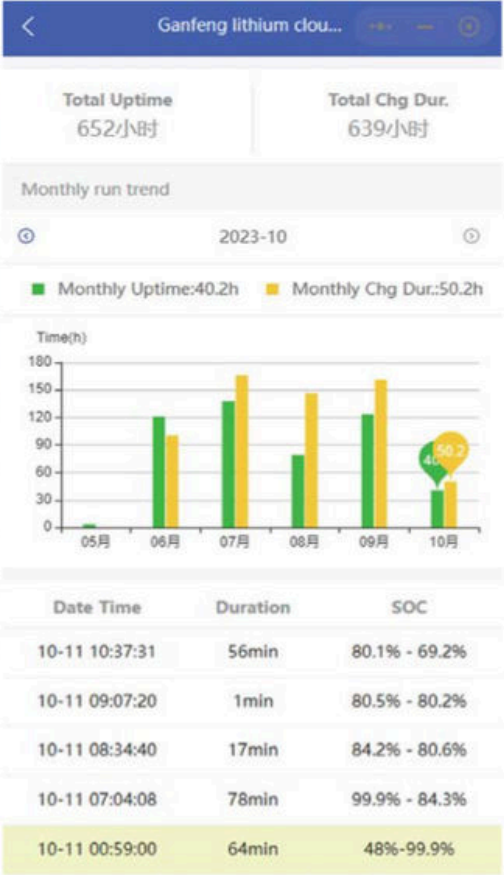 Ganfeng lithium clou...
Total Uptime Total Chg Dur.
652小时 639小时
Monthly run trend
2023-10
Monthly Uptime:40.2h Monthly Chg Dur.:50.2h
Time(h)
180
150
120
90
60
30
0
50.2
40
05月 06月 07月 08月 09月 10月
Date Time Duration SOC
10-11 10:37:31 56min 80.1% - 69.2%
10-11 09:07:20 1min 80.5% - 80.2%
10-11 08:34:40 17min 84.2% - 80.6%
10-11 07:04:08 78min 99.9% - 84.3%
10-11 00:59:00 64min 48%-99.9%